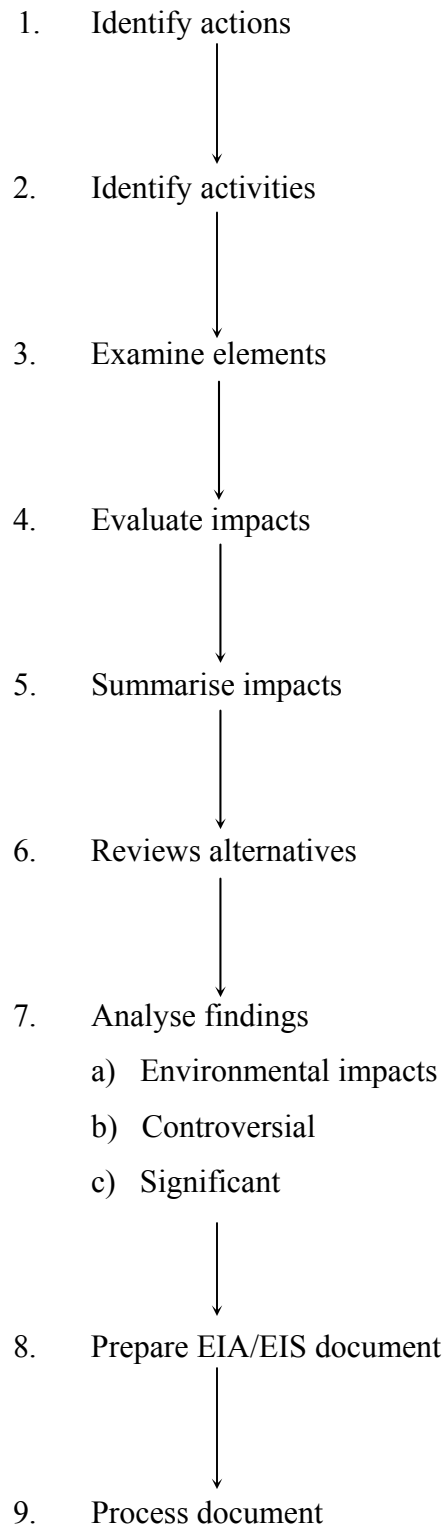 1. Identify actions
2. Identify activities
3. Examine elements
4. Evaluate impacts
5. Summarise impacts
6. Reviews alternatives
7. Analyse findings
a) Environmental impacts
b) Controversial
c) Significant
8. Prepare EIA/EIS document
9. Process document